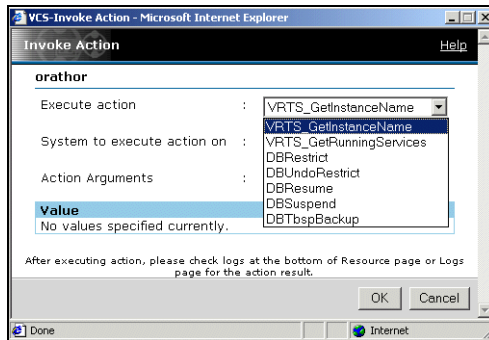 VCS-Invoke Action - Microsoft Internet Explorer
Invoke Action Help
orathor
Execute action : VRTS_GetInstanceName
VRTS_GetInstanceName
System to execute action on : VRTS_GetRunningServices
DBRestrict
DBUndoRestrict
Action Arguments : DBResume
DBSuspend
Value DBTbspBackup
No values specified currently.
After executing action, please check logs at the bottom of Resource page or Logs
page for the action result.
OK Cancel
Done Internet